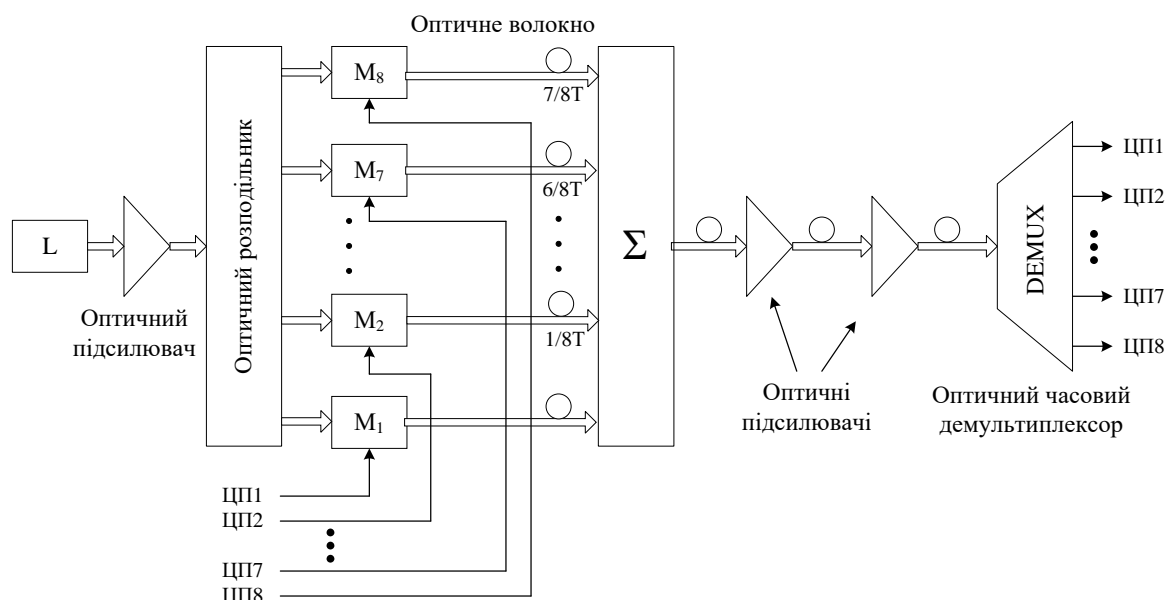 Оптичне волокно
M8
7/8T
M7
6/8T
ЦП1
ЦП2
L
Оптичний розподільник
Σ
DEMUX
M2
1/8T
ЦП7
ЦП8
Оптичний
підсилювач
M1
Оптичні
підсилювачі
Оптичний часовий
демультиплексор
ЦП1
ЦП2
ЦП7
ЦП8